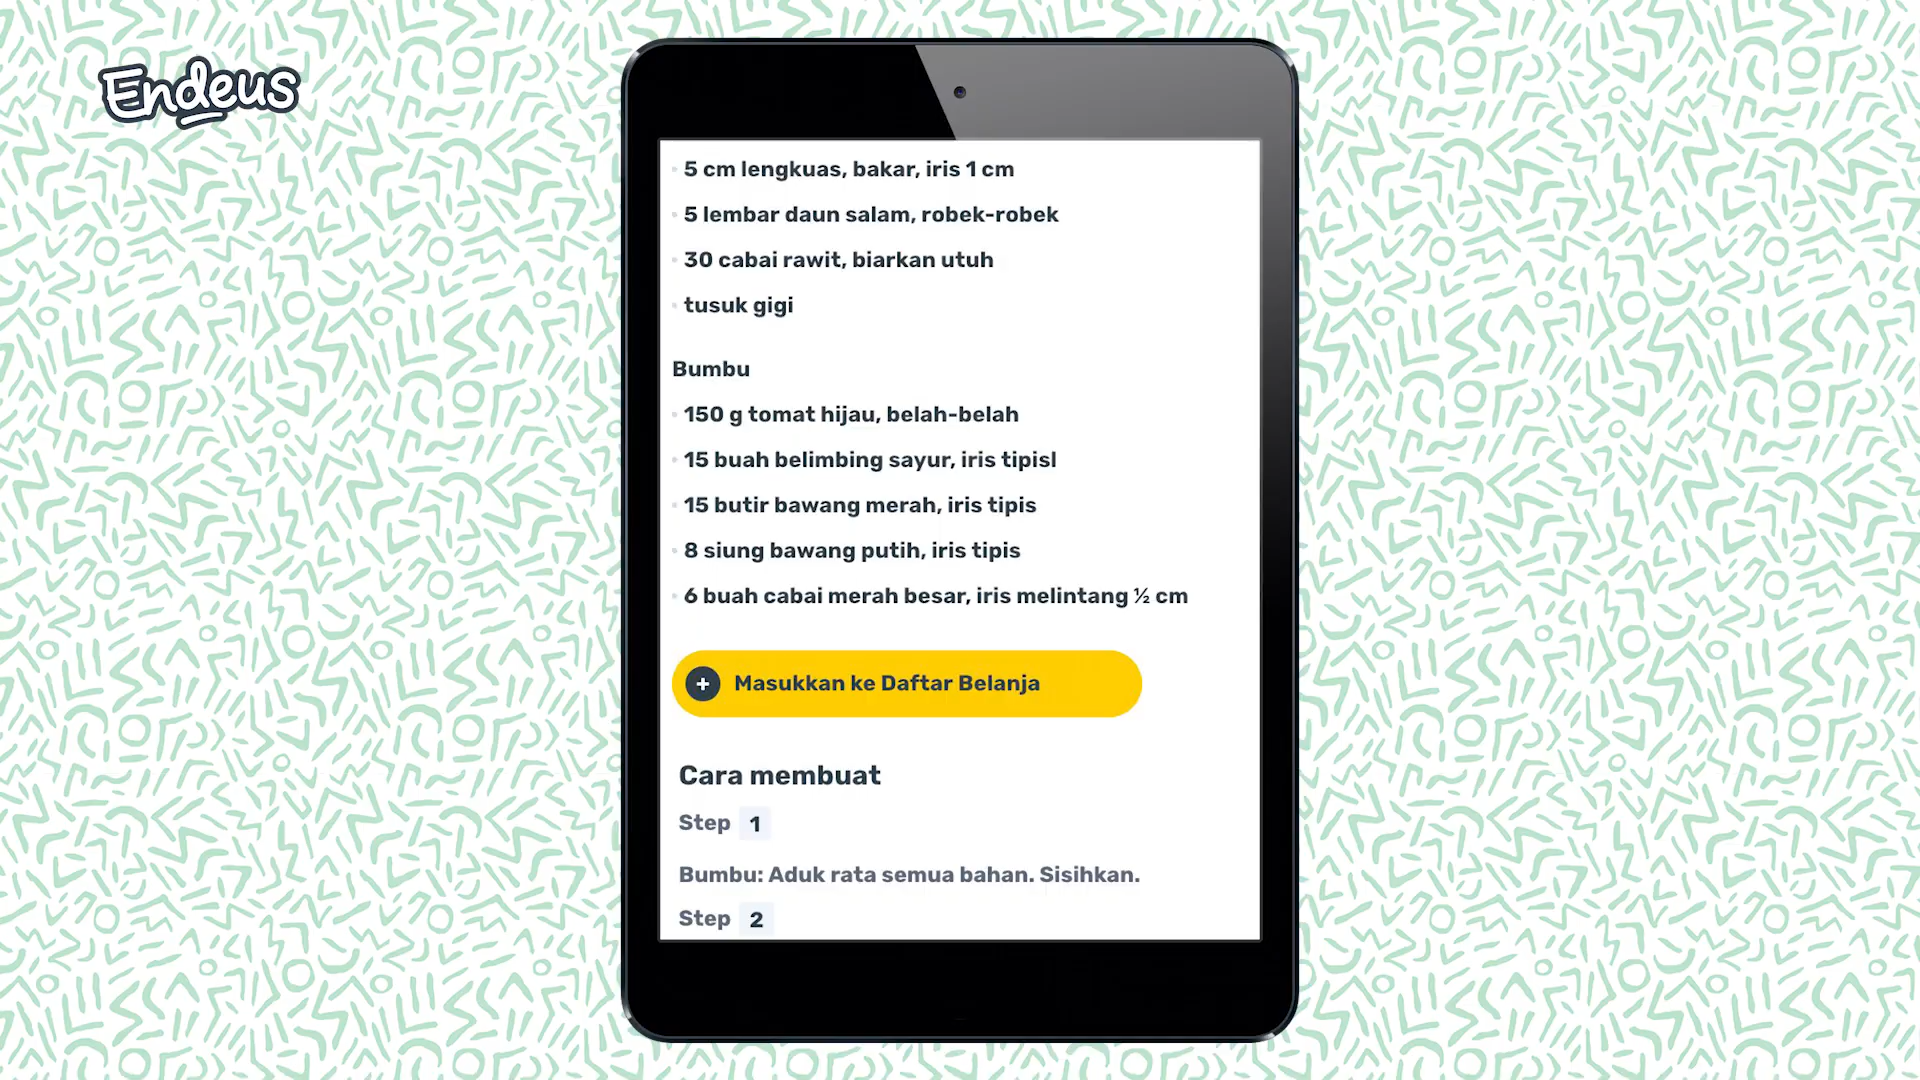 Endeus
5 cm lengkuas, bakar, iris 1 cm
5 lembar daun salam, robek-robek
30 cabai rawit, biarkan utuh
tusuk gigi
Bumbu
150 g tomat hijau, belah-belah
15 buah belimbing sayur, iris tipisl
15 butir bawang merah, iris tipis
8 siung bawang putih, iris tipis
6 buah cabai merah besar, iris melintang ½ cm
+ Masukkan ke Daftar Belanja
Cara membuat
Step 1
Bumbu: Aduk rata semua bahan. Sisihkan.
Step 2